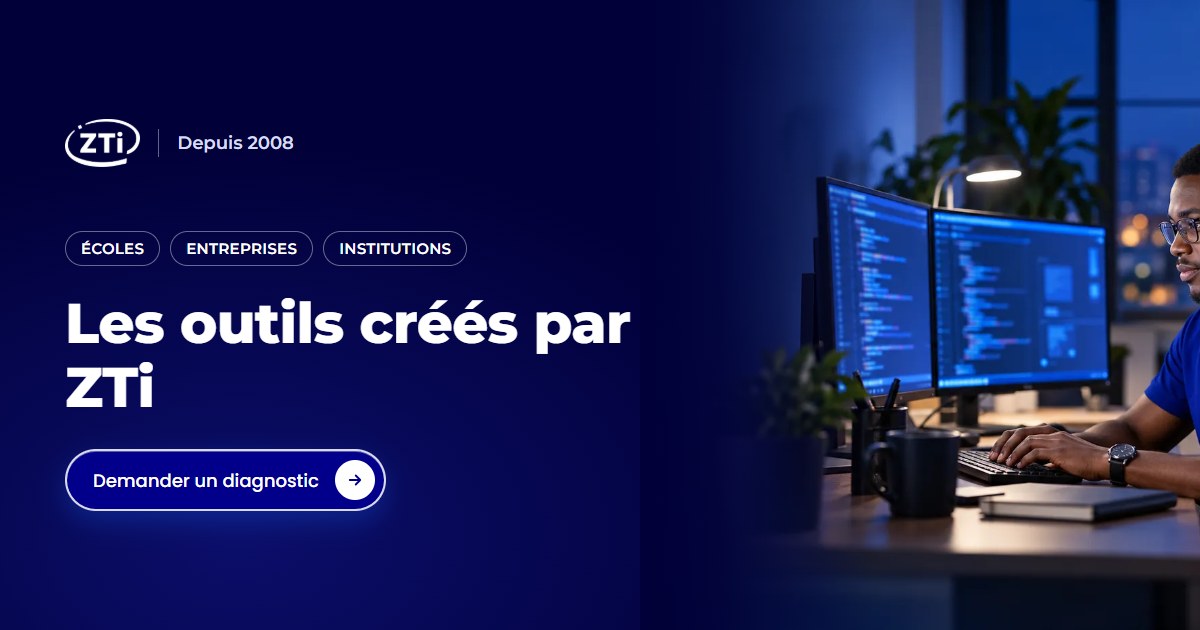 ZTi
Depuis 2008
ÉCOLES
ENTREPRISES
INSTITUTIONS
Les outils créés par
ZTi
Demander un diagnostic